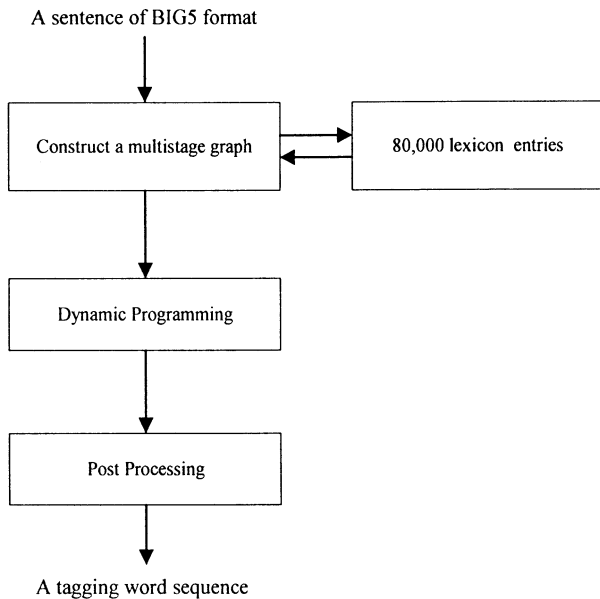 A sentence of BIG5 format
Construct a multistage graph
80,000 lexicon entries
Dynamic Programming
Post Processing
A tagging word sequence